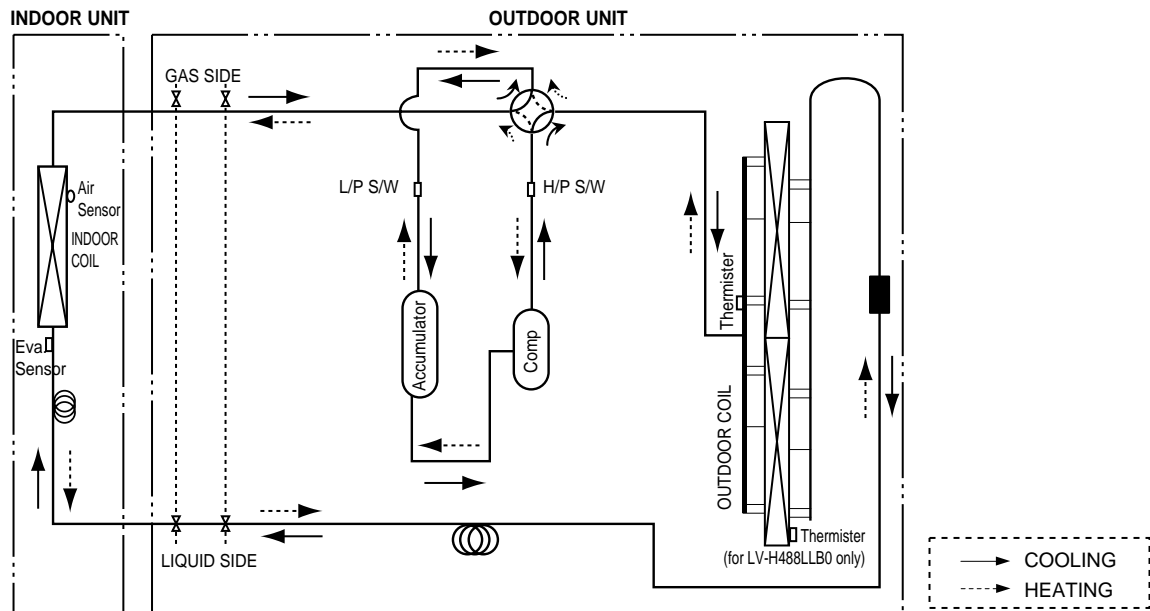 INDOOR UNIT
OUTDOOR UNIT
GAS SIDE
L/P S/W
H/P S/W
Air
Sensor
INDOOR
COIL
Eva.
Sensor
Accumulator
Comp
Thermister
OUTDOOR COIL
LIQUID SIDE
Thermister
(for LV-H488LLB0 only)
COOLING
HEATING